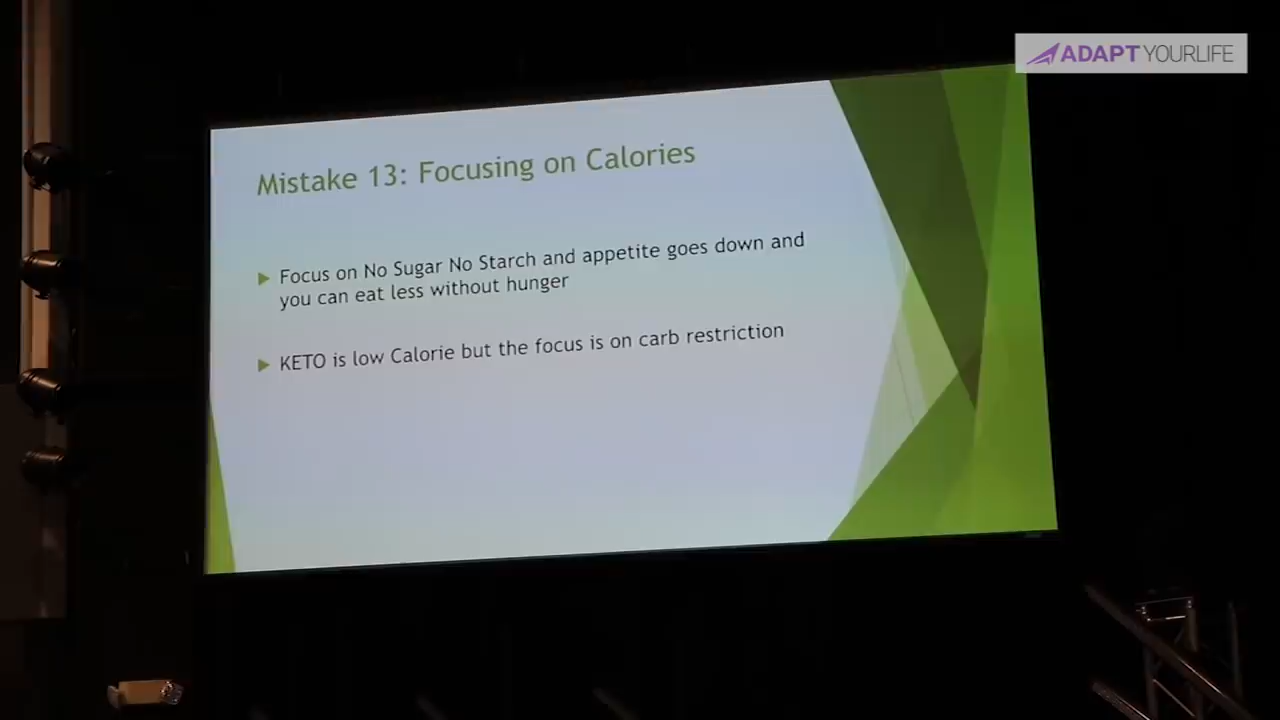 ADAPT YOURLIFE
Mistake 13: Focusing on Calories
Focus on No Sugar No Starch and appetite goes down and
you can eat less without hunger
KETO is low Calorie but the focus is on carb restriction